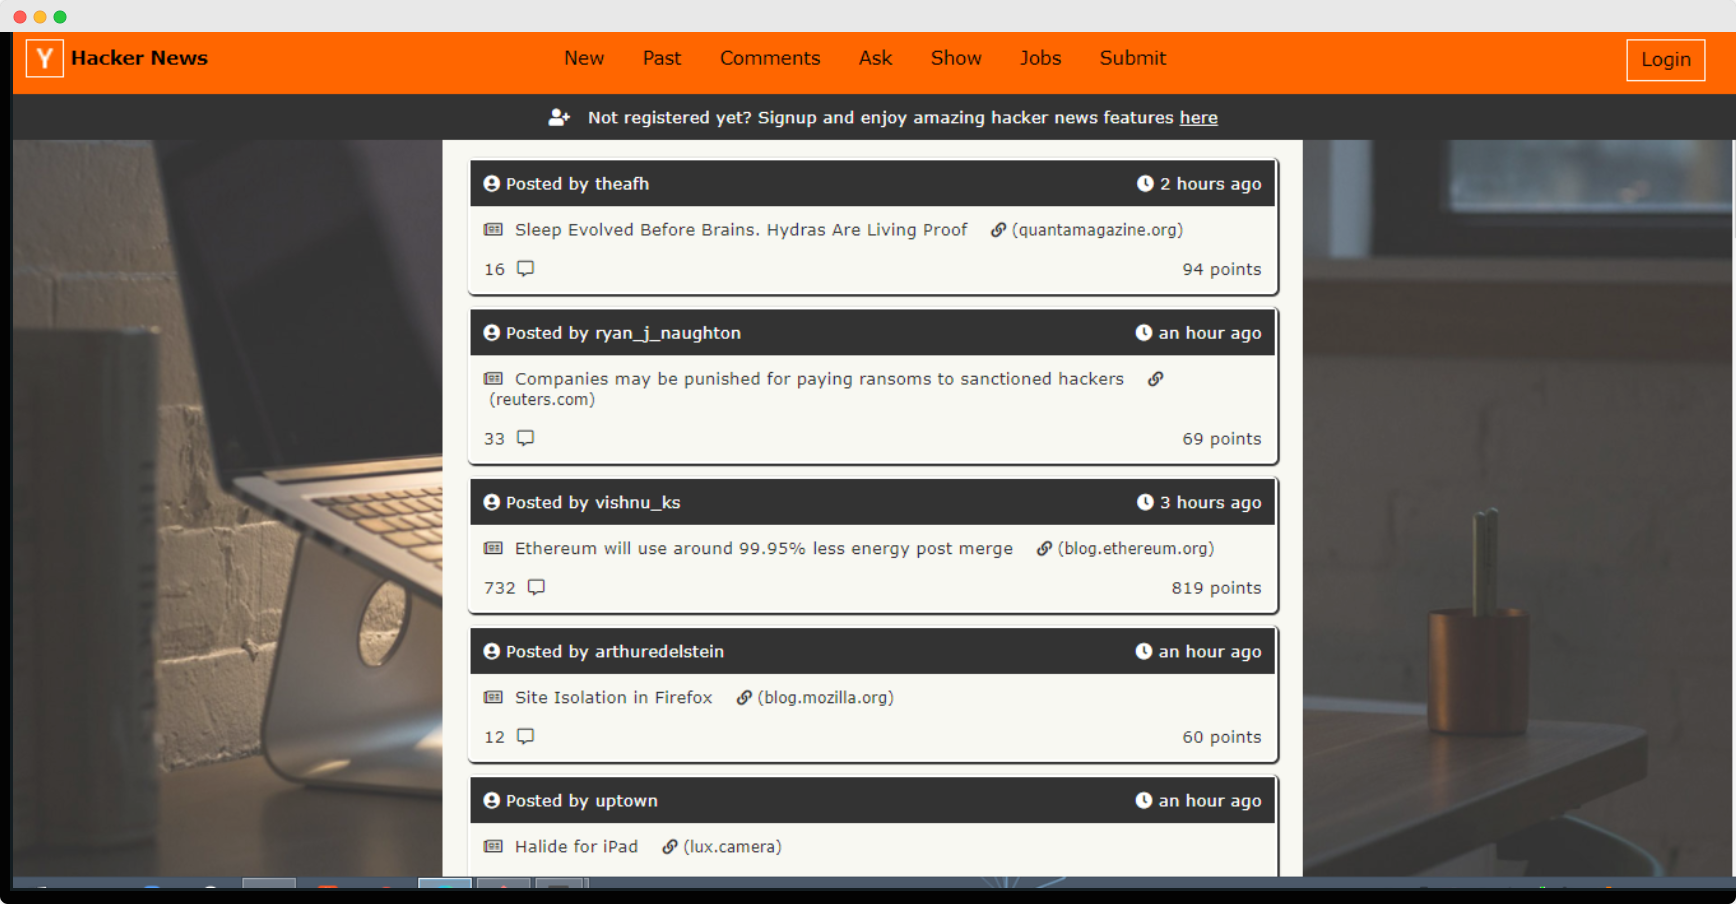 Y Hacker News New Past Comments Ask Show Jobs Submit Login
Not registered yet? Signup and enjoy amazing hacker news features here
Posted by theafh 2 hours ago
Sleep Evolved Before Brains. Hydras Are Living Proof (quantamagazine.org)
16 94 points
Posted by ryan_j_naughton an hour ago
Companies may be punished for paying ransoms to sanctioned hackers
(reuters.com)
33 69 points
Posted by vishnu_ks 3 hours ago
Ethereum will use around 99.95% less energy post merge (blog.ethereum.org)
732 819 points
Posted by arthuredelstein an hour ago
Site Isolation in Firefox (blog.mozilla.org)
12 60 points
Posted by uptown an hour ago
Halide for iPad (lux.camera)